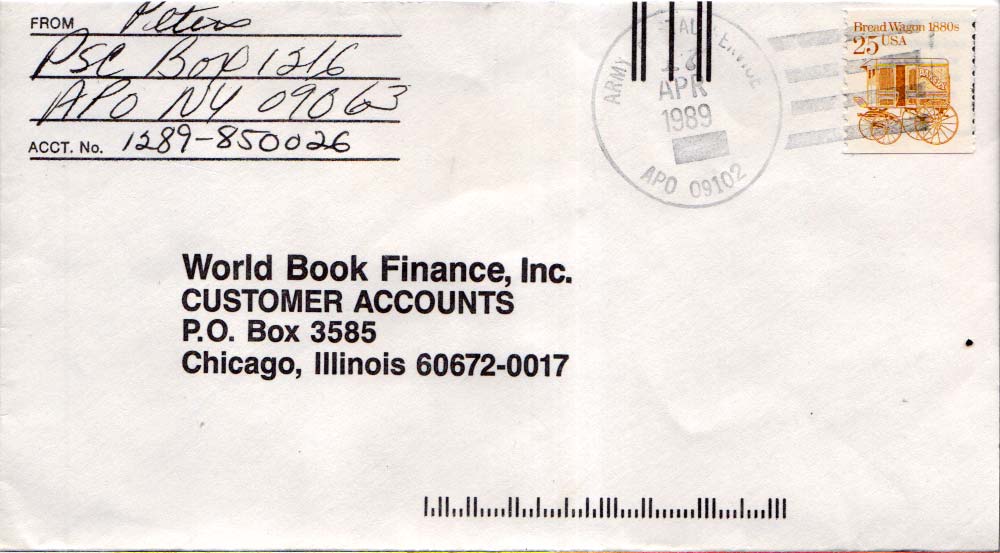 FROM Peters
PSC Box 1216
APO NY 09063
ACCT. No. 1289-850026
ARMY
APR
1989
APO 09102
Bread Wagon 1880s
25 USA
BAKERY
World Book Finance, Inc.
CUSTOMER ACCOUNTS
P.O. Box 3585
Chicago, Illinois 60672-0017